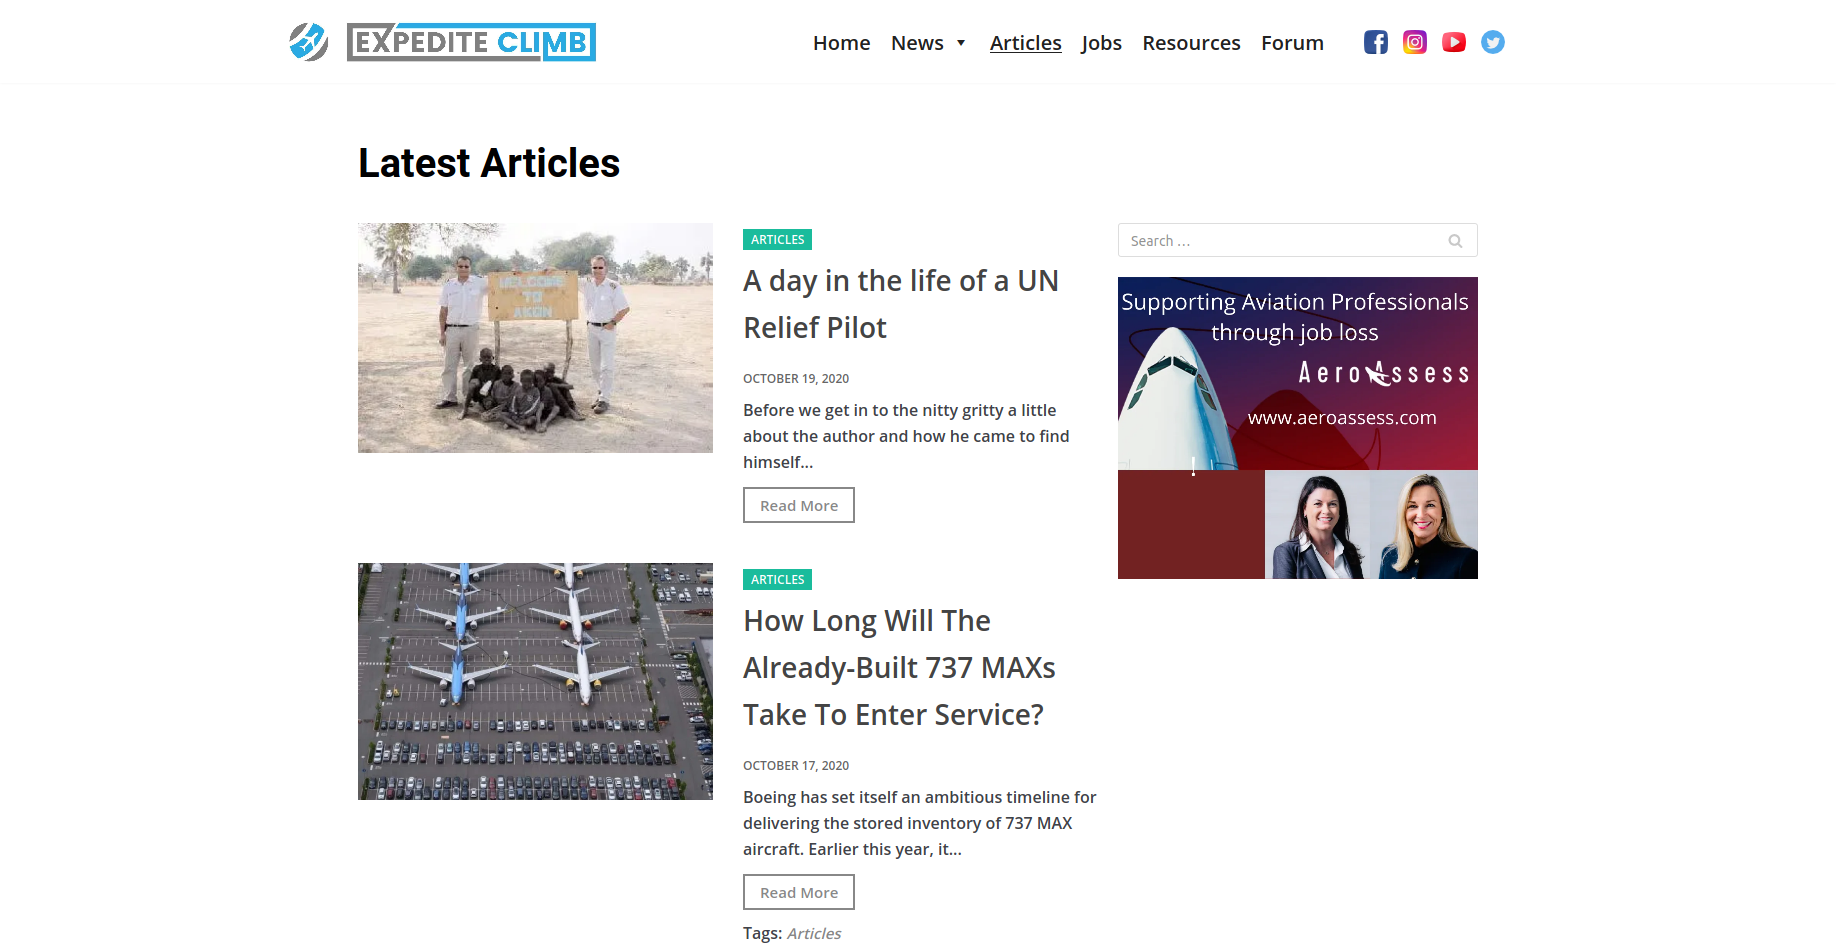 EXPEDITE CLIMB
Home News Articles Jobs Resources Forum
Latest Articles
WELCOME
TO
AKON
ARTICLES
A day in the life of a UN
Relief Pilot
OCTOBER 19, 2020
Before we get in to the nitty gritty a little
about the author and how he came to find
himself...
Read More
ARTICLES
How Long Will The
Already-Built 737 MAXs
Take To Enter Service?
OCTOBER 17, 2020
Boeing has set itself an ambitious timeline for
delivering the stored inventory of 737 MAX
aircraft. Earlier this year, it...
Read More
Tags: Articles
Search ...
Supporting Aviation Professionals
through job loss
AeroAssess
www.aeroassess.com
!